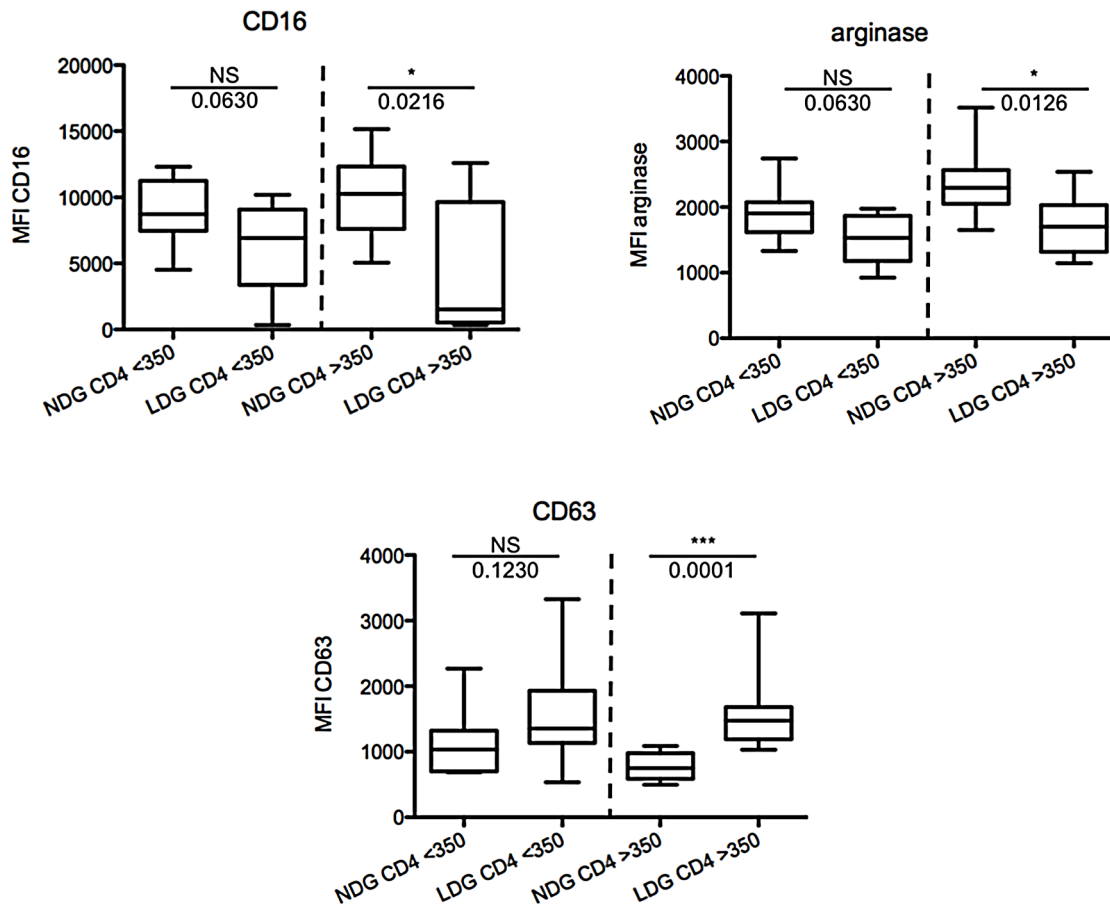 CD16
20000
15000
10000
5000
0
MFI CD16
NS
0.0630
*
0.0216
NDG CD4 <350
LDG CD4 <350
NDG CD4 >350
LDG CD4 >350
arginase
4000
3000
2000
1000
0
MFI arginase
NS
0.0630
*
0.0126
NDG CD4 <350
LDG CD4 <350
NDG CD4 >350
LDG CD4 >350
CD63
4000
3000
2000
1000
0
MFI CD63
NS
0.1230
***
0.0001
NDG CD4 <350
LDG CD4 <350
NDG CD4 >350
LDG CD4 >350